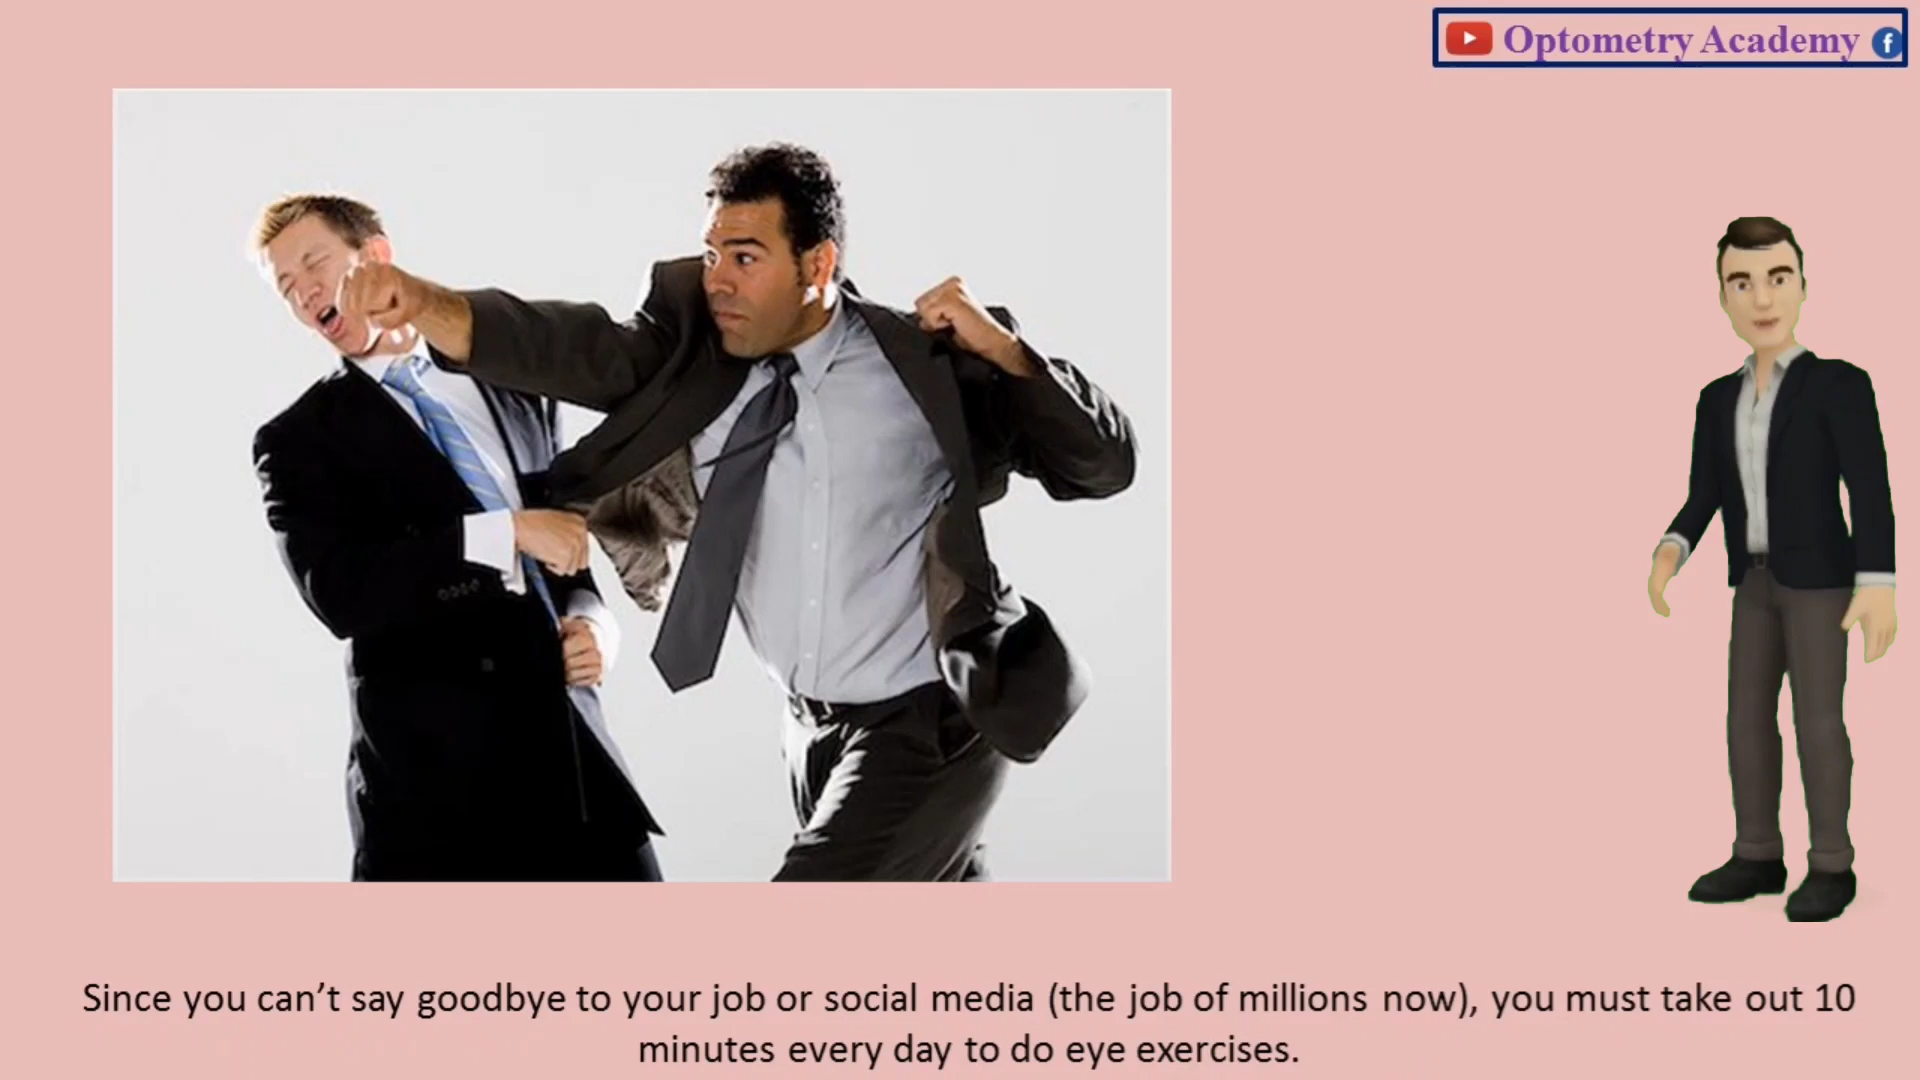 Optometry Academy
Since you can’t say goodbye to your job or social media (the job of millions now), you must take out 10
minutes every day to do eye exercises.